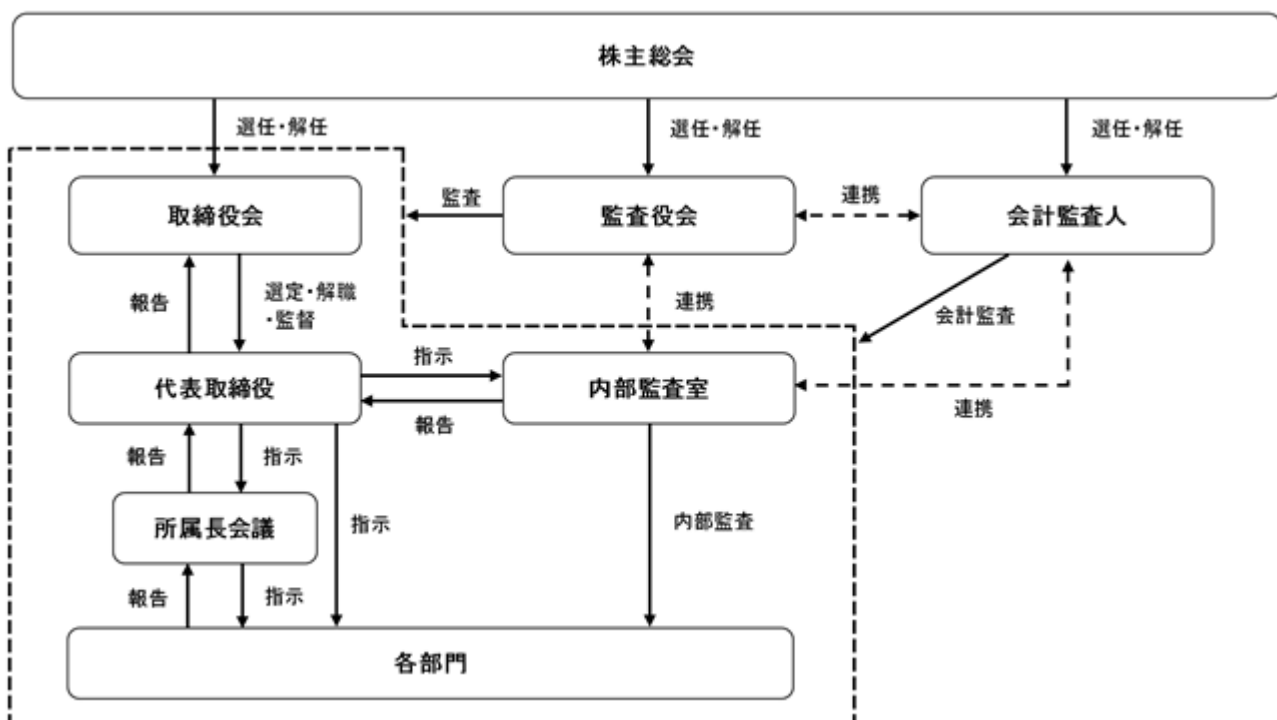 株主総会
選任・解任
選任・解任
選任・解任
取締役会
監査
監査役会
連携
会計監査人
報告
選定・解職
・監督
連携
会計監査
代表取締役
指示
報告
内部監査室
連携
報告
指示
所属長会議
指示
内部監査
報告
指示
各部門